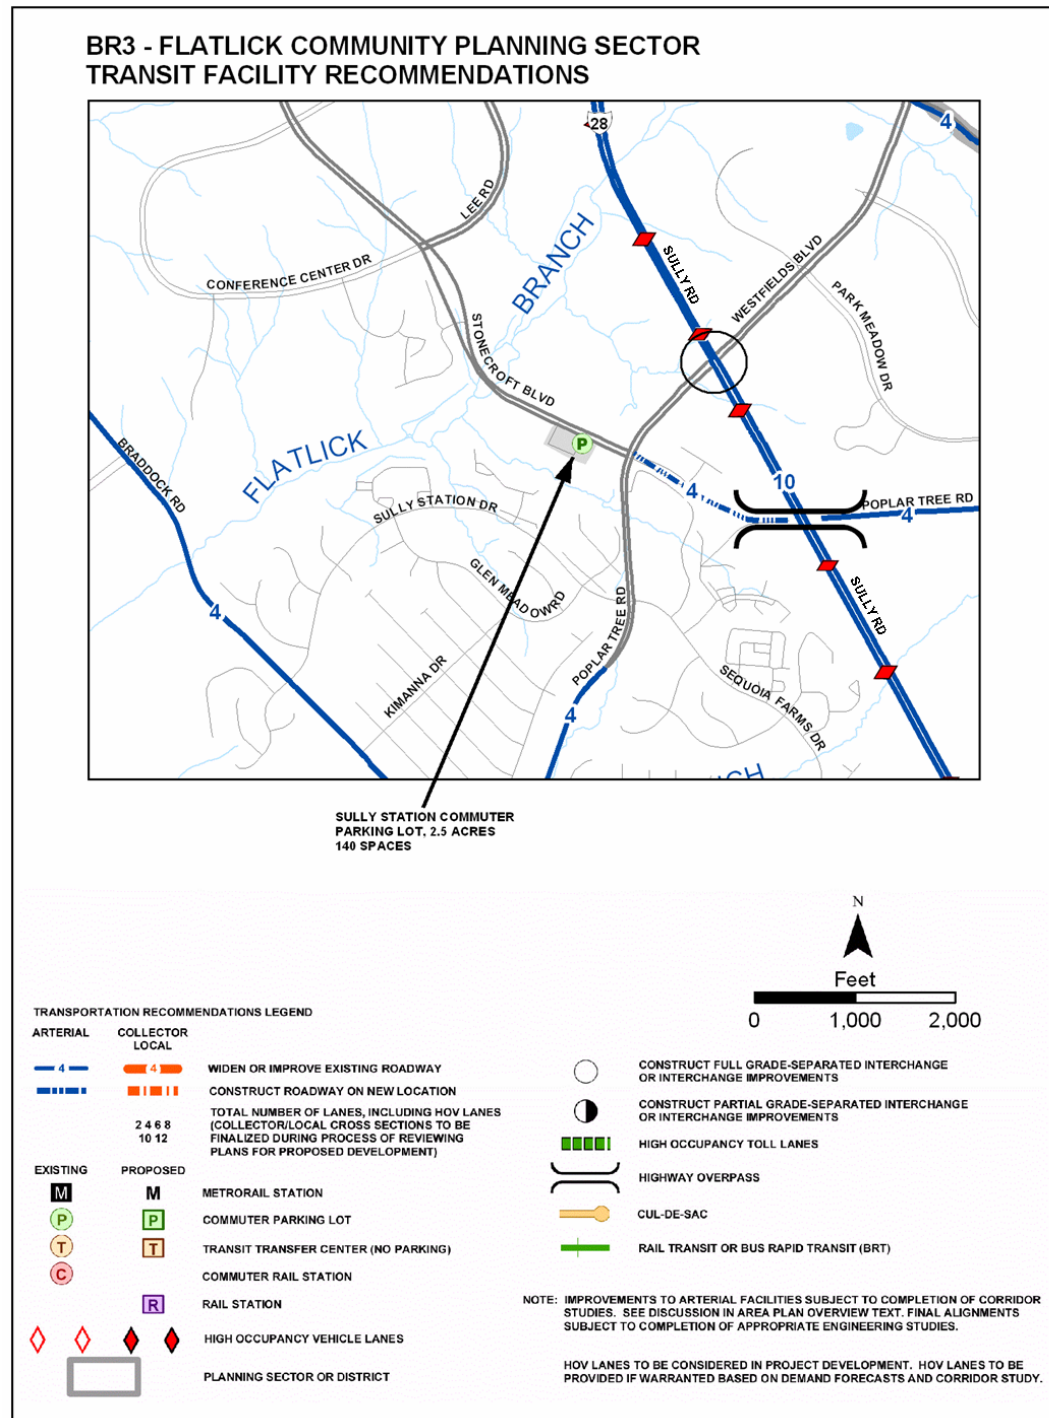 BR3 - FLATLICK COMMUNITY PLANNING SECTOR
TRANSIT FACILITY RECOMMENDATIONS
28
4
LEE RD
BRANCH
SULLY RD
WESTFIELDS BLVD
CONFERENCE CENTER DR
PARK MEADOW DR
STONECROFT BLVD
P
FLATLICK
BRADDOCK RD
4
10
POPLAR TREE RD
4
SULLY STATION DR
GLEN MEADOWRD
SULLY RD
4
POPLAR TREE RD
KIMANNA DR
SEQUOIA FARMS DR
4
CH
SULLY STATION COMMUTER
PARKING LOT, 2.5 ACRES
140 SPACES
N
Feet
0 1,000 2,000
TRANSPORTATION RECOMMENDATIONS LEGEND
ARTERIAL COLLECTOR
LOCAL
4 4 WIDEN OR IMPROVE EXISTING ROADWAY
CONSTRUCT ROADWAY ON NEW LOCATION
TOTAL NUMBER OF LANES, INCLUDING HOV LANES
2 4 6 8 (COLLECTOR/LOCAL CROSS SECTIONS TO BE
10 12 FINALIZED DURING PROCESS OF REVIEWING
PLANS FOR PROPOSED DEVELOPMENT)
EXISTING PROPOSED
M M METRORAIL STATION
P P COMMUTER PARKING LOT
T T TRANSIT TRANSFER CENTER (NO PARKING)
C COMMUTER RAIL STATION
R RAIL STATION
HIGH OCCUPANCY VEHICLE LANES
PLANNING SECTOR OR DISTRICT
CONSTRUCT FULL GRADE-SEPARATED INTERCHANGE
OR INTERCHANGE IMPROVEMENTS
CONSTRUCT PARTIAL GRADE-SEPARATED INTERCHANGE
OR INTERCHANGE IMPROVEMENTS
HIGH OCCUPANCY TOLL LANES
HIGHWAY OVERPASS
CUL-DE-SAC
RAIL TRANSIT OR BUS RAPID TRANSIT (BRT)
NOTE: IMPROVEMENTS TO ARTERIAL FACILITIES SUBJECT TO COMPLETION OF CORRIDOR
STUDIES. SEE DISCUSSION IN AREA PLAN OVERVIEW TEXT. FINAL ALIGNMENTS
SUBJECT TO COMPLETION OF APPROPRIATE ENGINEERING STUDIES.
HOV LANES TO BE CONSIDERED IN PROJECT DEVELOPMENT. HOV LANES TO BE
PROVIDED IF WARRANTED BASED ON DEMAND FORECASTS AND CORRIDOR STUDY.